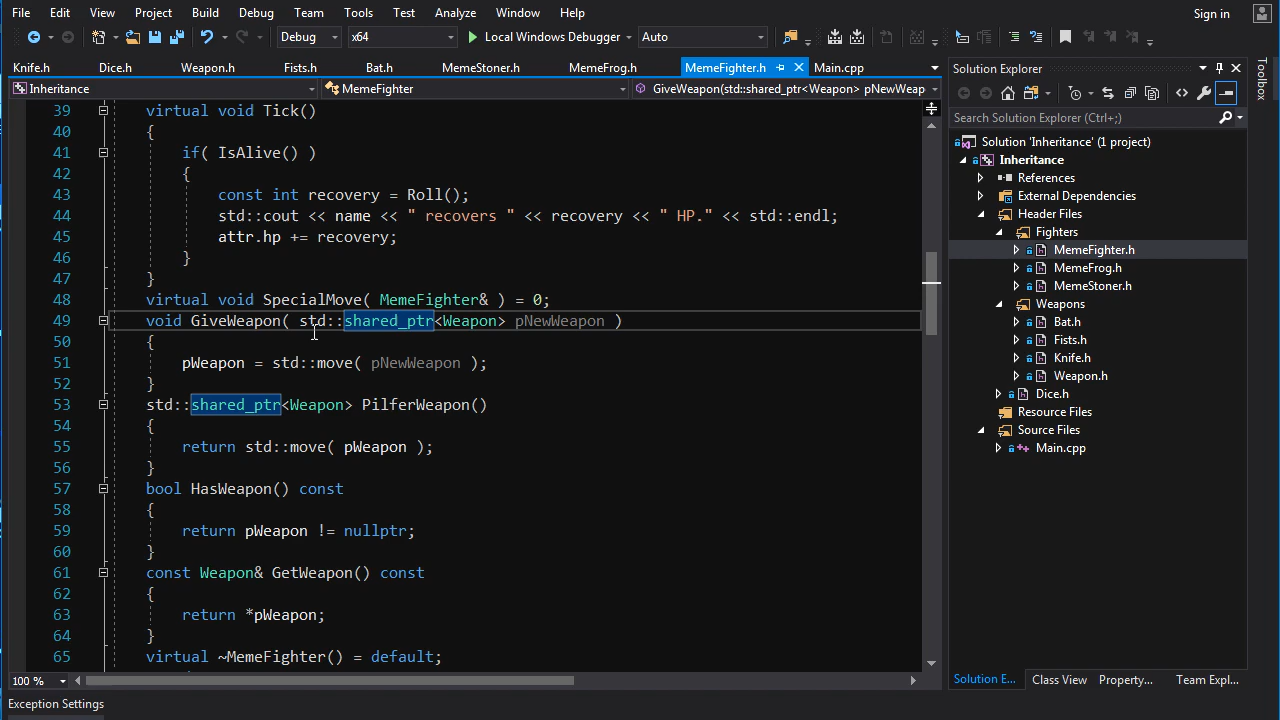 File Edit View Project Build Debug Team Tools Test Analyze Window Help Sign in
Debug x64 Local Windows Debugger Auto
Knife.h Dice.h Weapon.h Fists.h Bat.h MemeStoner.h MemeFrog.h MemeFighter.h Main.cpp
Inheritance MemeFighter GiveWeapon(std::shared_ptr<Weapon> pNewWeap
39 virtual void Tick()
40 {
41 if( IsAlive() )
42 {
43 const int recovery = Roll();
44 std::cout << name << " recovers " << recovery << " HP." << std::endl;
45 attr.hp += recovery;
46 }
47 }
48 virtual void SpecialMove( MemeFighter& ) = 0;
49 void GiveWeapon( std::shared_ptr<Weapon> pNewWeapon )
50 {
51 pWeapon = std::move( pNewWeapon );
52 }
53 std::shared_ptr<Weapon> PilferWeapon()
54 {
55 return std::move( pWeapon );
56 }
57 bool HasWeapon() const
58 {
59 return pWeapon != nullptr;
60 }
61 const Weapon& GetWeapon() const
62 {
63 return *pWeapon;
64 }
65 virtual ~MemeFighter() = default;
100 %
Exception Settings
Solution Explorer
Search Solution Explorer (Ctrl+;)
Solution 'Inheritance' (1 project)
Inheritance
References
External Dependencies
Header Files
Fighters
MemeFighter.h
MemeFrog.h
MemeStoner.h
Weapons
Bat.h
Fists.h
Knife.h
Weapon.h
Dice.h
Resource Files
Source Files
Main.cpp
Solution E... Class View Property... Team Expl...
Toolbox